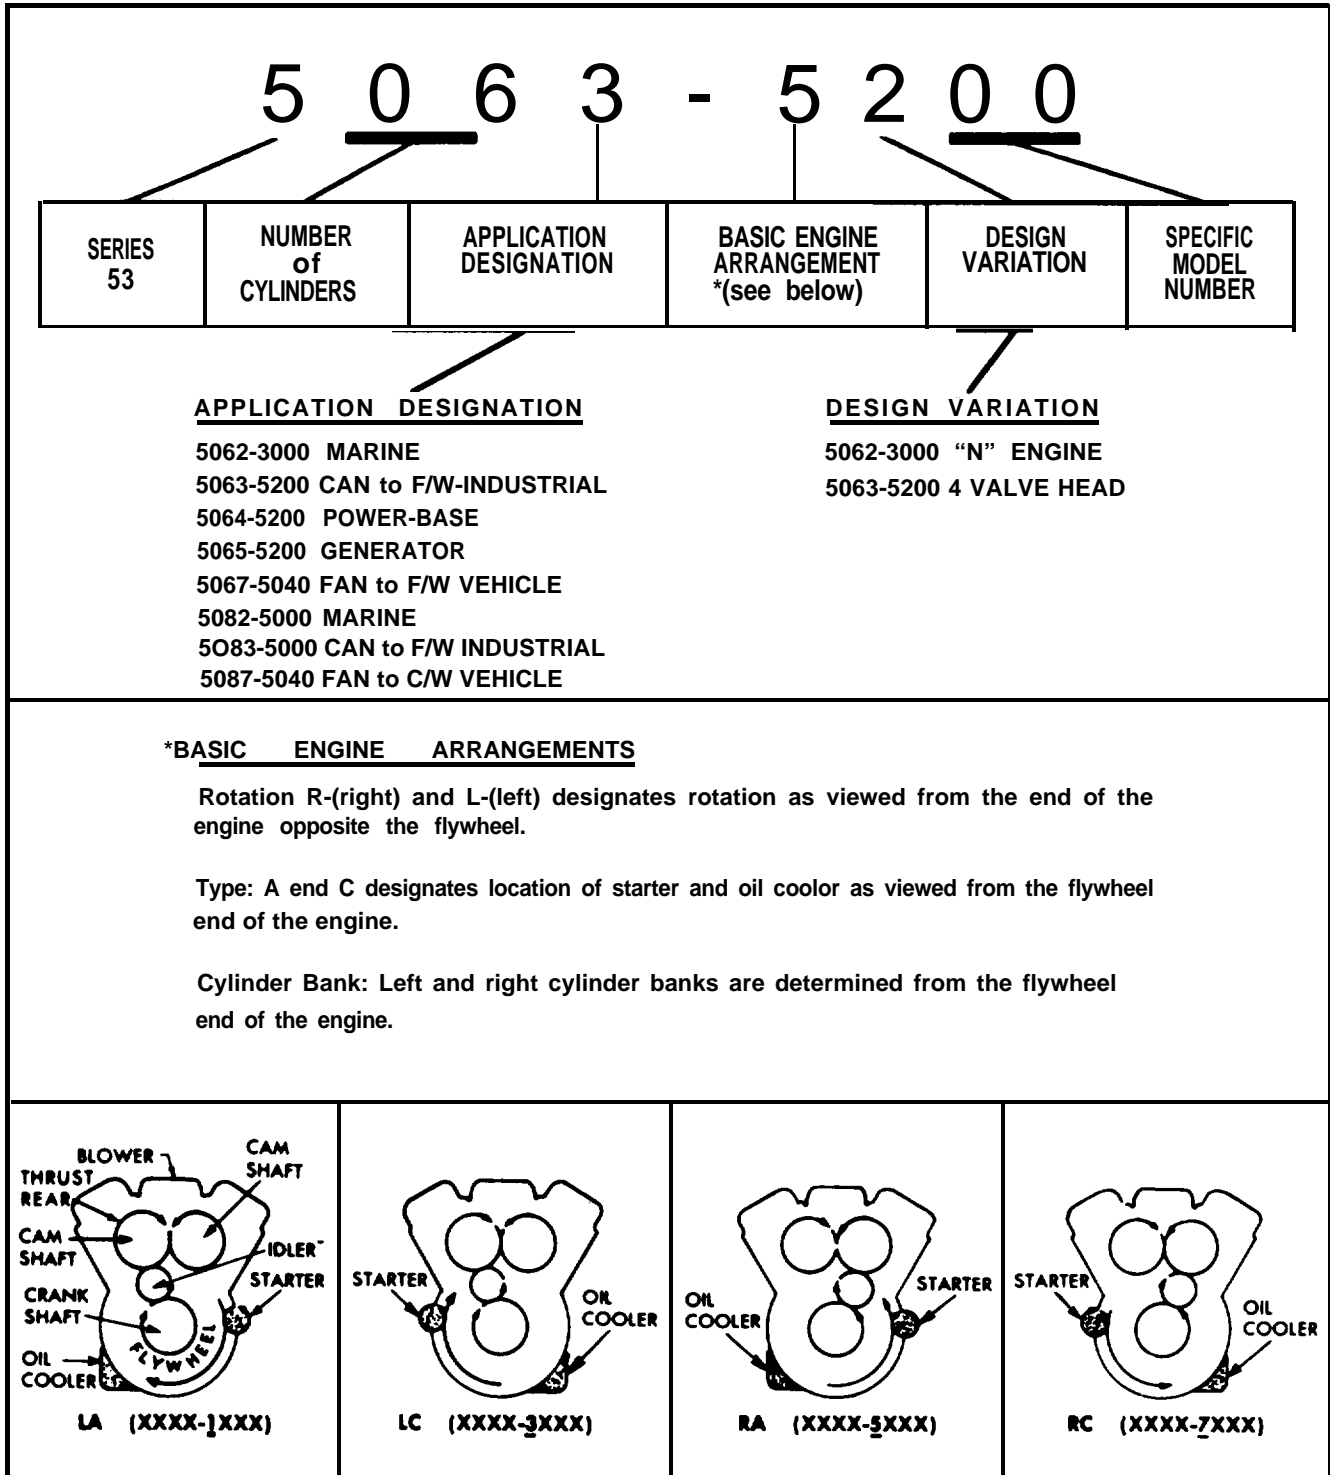 5 0 6 3 - 5 2 0 0
SERIES
53
NUMBER
of
CYLINDERS
APPLICATION
DESIGNATION
BASIC ENGINE
ARRANGEMENT
*(see below)
DESIGN
VARIATION
SPECIFIC
MODEL
NUMBER
APPLICATION DESIGNATION
5062-3000 MARINE
5063-5200 CAN to F/W-INDUSTRIAL
5064-5200 POWER-BASE
5065-5200 GENERATOR
5067-5040 FAN to F/W VEHICLE
5082-5000 MARINE
5O83-5000 CAN to F/W INDUSTRIAL
5087-5040 FAN to C/W VEHICLE
DESIGN VARIATION
5062-3000 “N” ENGINE
5063-5200 4 VALVE HEAD
*BASIC ENGINE ARRANGEMENTS
Rotation R-(right) and L-(left) designates rotation as viewed from the end of the
engine opposite the flywheel.
Type: A end C designates location of starter and oil coolor as viewed from the flywheel
end of the engine.
Cylinder Bank: Left and right cylinder banks are determined from the flywheel
end of the engine.
BLOWER
CAM
SHAFT
THRUST
REAR
CAM
SHAFT
IDLER
STARTER
CRANK
SHAFT
FLYWHEEL
OIL
COOLER
LA (XXXX-1XXX)
STARTER
OIL
COOLER
LC (XXXX-3XXX)
STARTER
OIL
COOLER
RA (XXXX-5XXX)
STARTER
OIL
COOLER
RC (XXXX-7XXX)